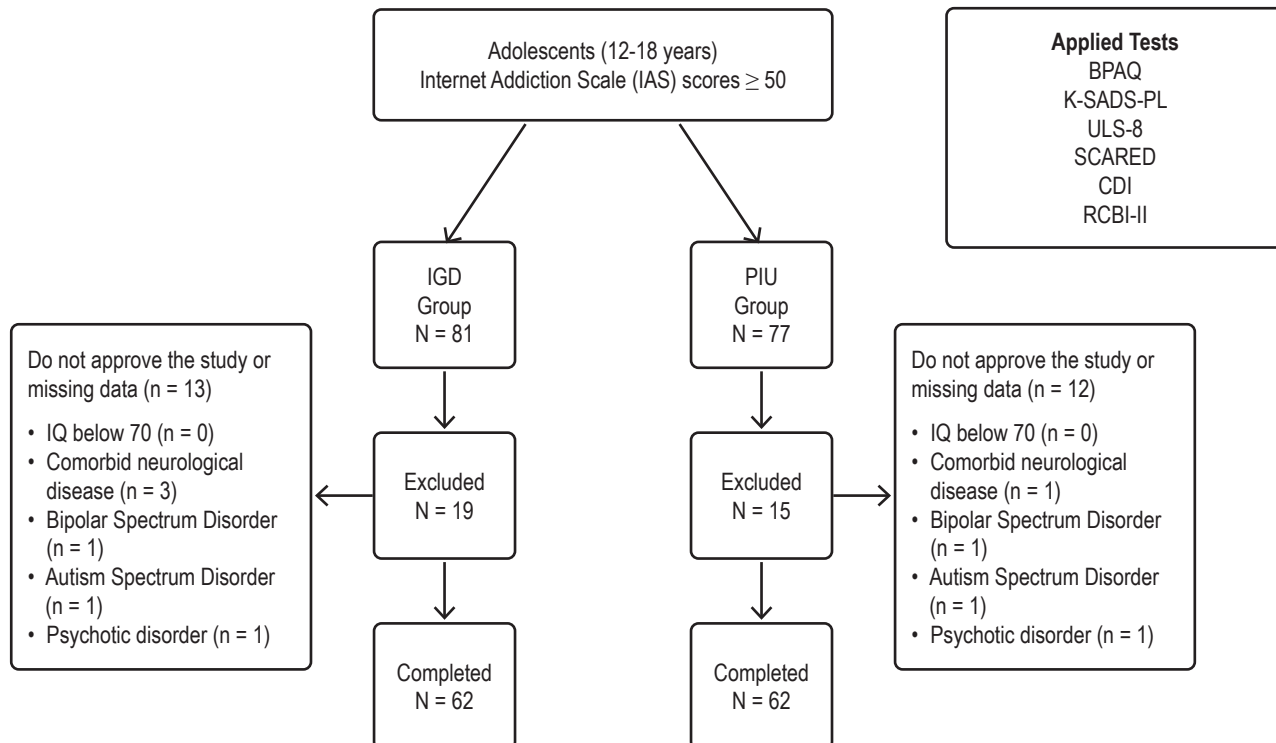 Adolescents (12-18 years)
Internet Addiction Scale (IAS) scores ≥ 50
Applied Tests
BPAQ
K-SADS-PL
ULS-8
SCARED
CDI
RCBI-II
IGD
Group
N = 81
PIU
Group
N = 77
Do not approve the study or
missing data (n = 13)
• IQ below 70 (n = 0)
• Comorbid neurological
disease (n = 3)
• Bipolar Spectrum Disorder
(n = 1)
• Autism Spectrum Disorder
(n = 1)
• Psychotic disorder (n = 1)
Excluded
N = 19
Excluded
N = 15
Do not approve the study or
missing data (n = 12)
• IQ below 70 (n = 0)
• Comorbid neurological
disease (n = 1)
• Bipolar Spectrum Disorder
(n = 1)
• Autism Spectrum Disorder
(n = 1)
• Psychotic disorder (n = 1)
Completed
N = 62
Completed
N = 62